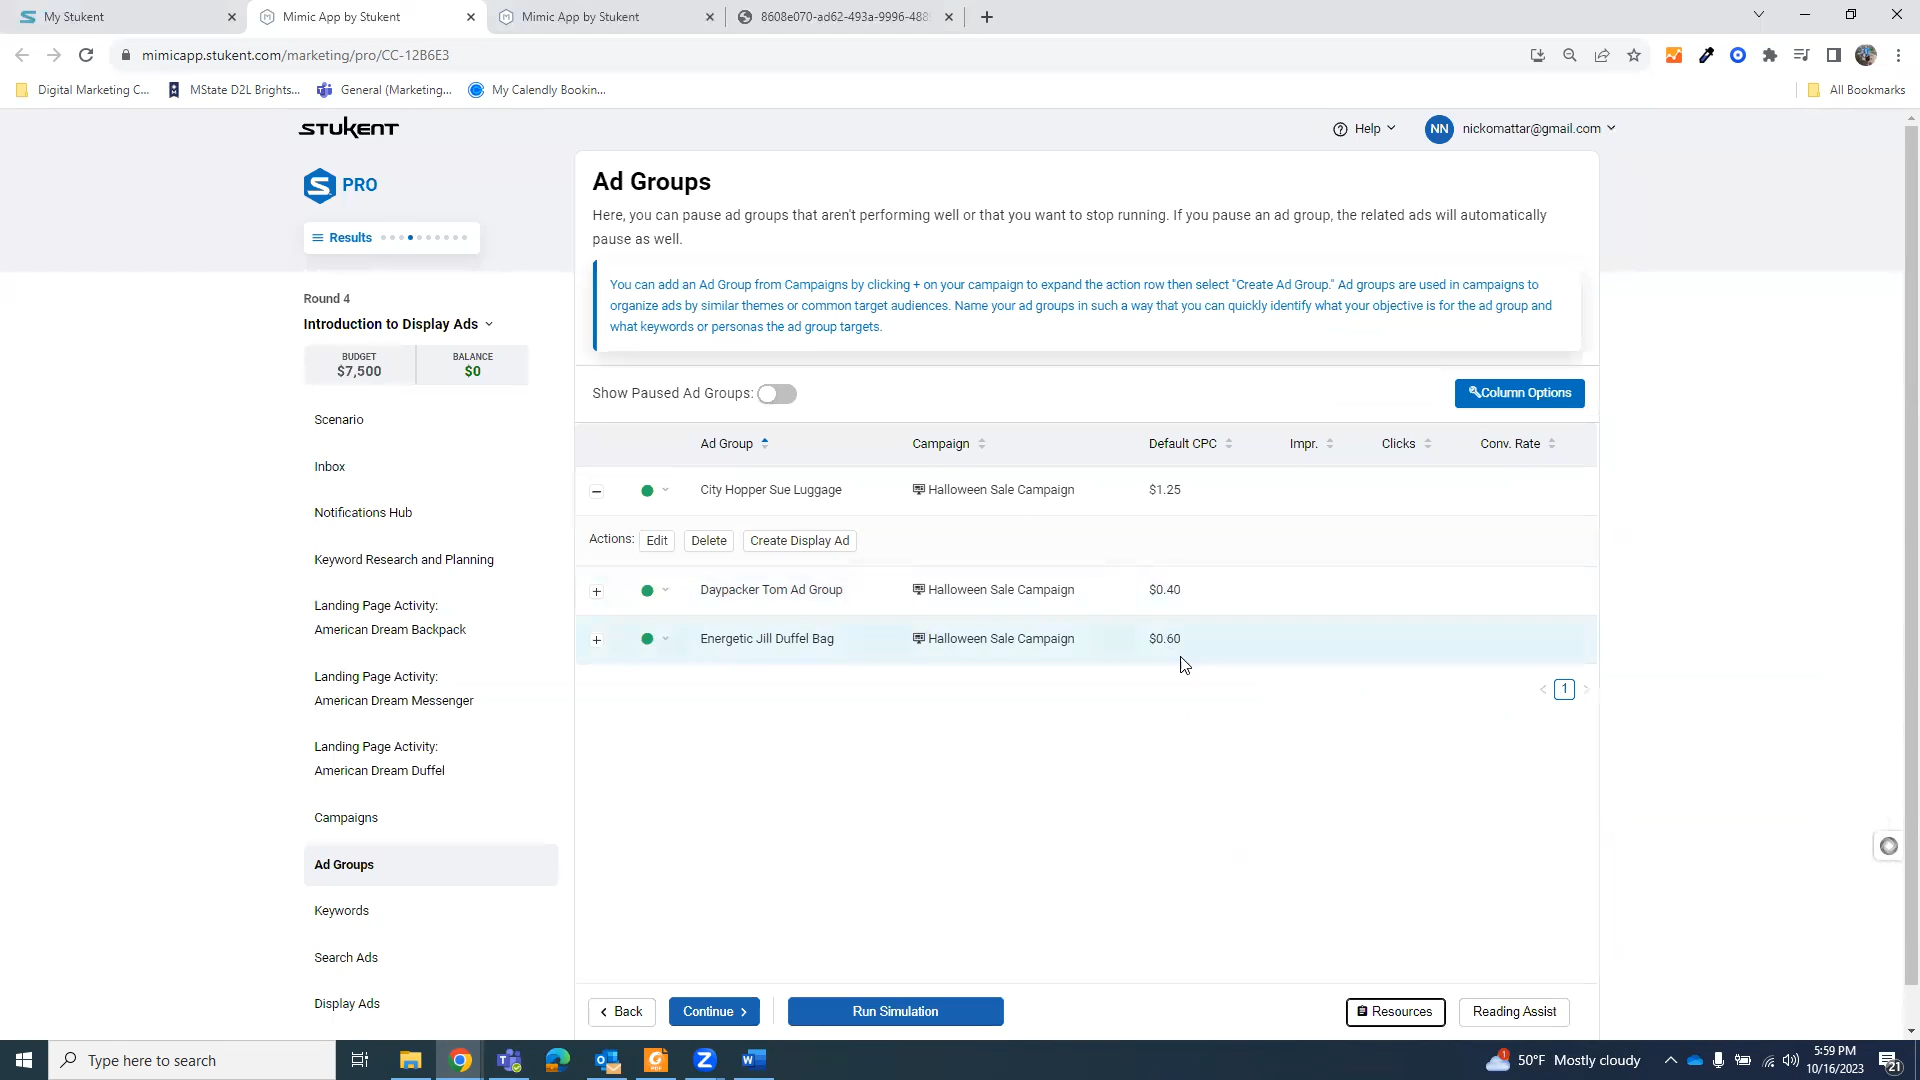 My Stukent
Mimic App by Stukent
Mimic App by Stukent
8608e070-ad62-493a-9996-488
mimicapp.stukent.com/marketing/pro/CC-12B6E3
Digital Marketing C...
MState D2L Brights...
General (Marketing...
My Calendly Bookin...
All Bookmarks
STUKENT
Help
NN
nickomattar@gmail.com
S PRO
Results
Round 4
Introduction to Display Ads
BUDGET
$7,500
BALANCE
$0
Scenario
Inbox
Notifications Hub
Keyword Research and Planning
Landing Page Activity:
American Dream Backpack
Landing Page Activity:
American Dream Messenger
Landing Page Activity:
American Dream Duffel
Campaigns
Ad Groups
Keywords
Search Ads
Display Ads
Ad Groups
Here, you can pause ad groups that aren't performing well or that you want to stop running. If you pause an ad group, the related ads will automatically
pause as well.
You can add an Ad Group from Campaigns by clicking + on your campaign to expand the action row then select "Create Ad Group." Ad groups are used in campaigns to
organize ads by similar themes or common target audiences. Name your ad groups in such a way that you can quickly identify what your objective is for the ad group and
what keywords or personas the ad group targets.
Show Paused Ad Groups:
Column Options
Ad Group Campaign Default CPC Impr. Clicks Conv. Rate
City Hopper Sue Luggage Halloween Sale Campaign $1.25
Actions: Edit Delete Create Display Ad
Daypacker Tom Ad Group Halloween Sale Campaign $0.40
Energetic Jill Duffel Bag Halloween Sale Campaign $0.60
< 1 >
Back
Continue
Run Simulation
Resources
Reading Assist
Type here to search
50°F Mostly cloudy
5:59 PM
10/16/2023
21